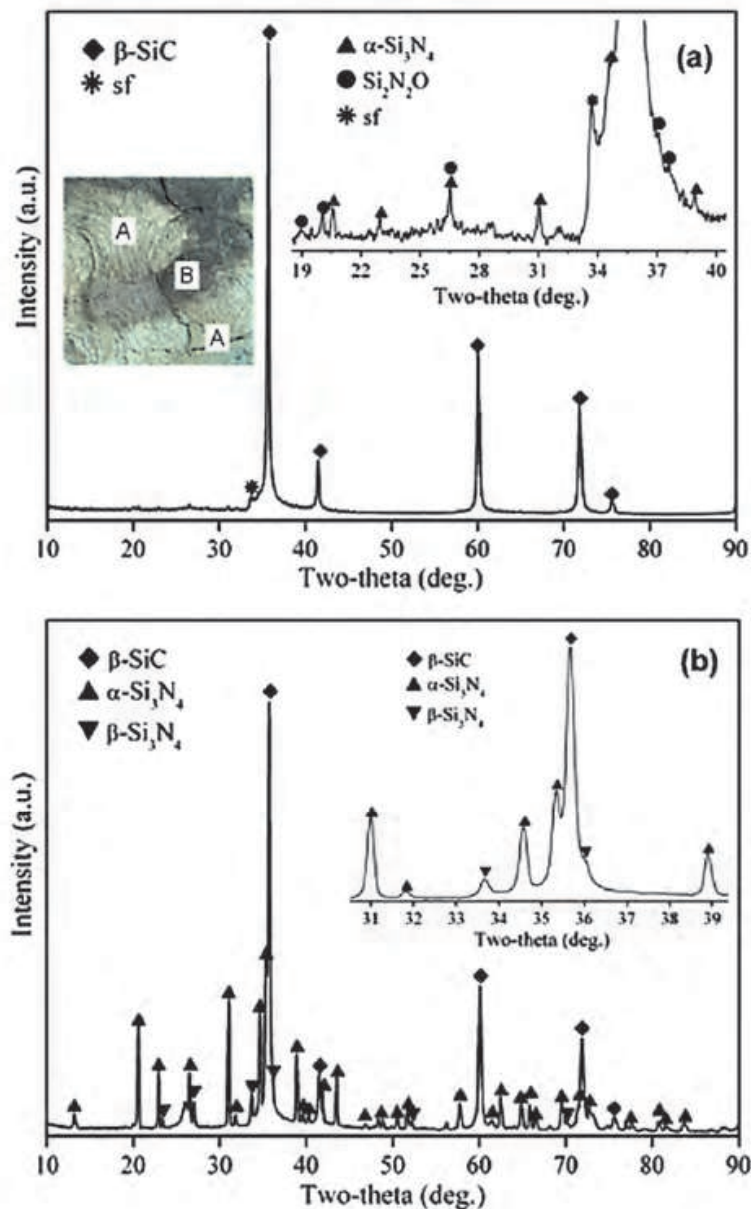 (a)
◆ β-SiC
✱ sf
▲ α-Si₃N₄
● Si₂N₂O
✱ sf
A
B
A
Intensity (a.u.)
19 22 25 28 31 34 37 40
Two-theta (deg.)
10 20 30 40 50 60 70 80 90
Two-theta (deg.)
(b)
◆ β-SiC
▲ α-Si₃N₄
▼ β-Si₃N₄
◆ β-SiC
▲ α-Si₃N₄
▼ β-Si₃N₄
Intensity (a.u.)
31 32 33 34 35 36 37 38 39
Two-theta (deg.)
10 20 30 40 50 60 70 80 90
Two-theta (deg.)